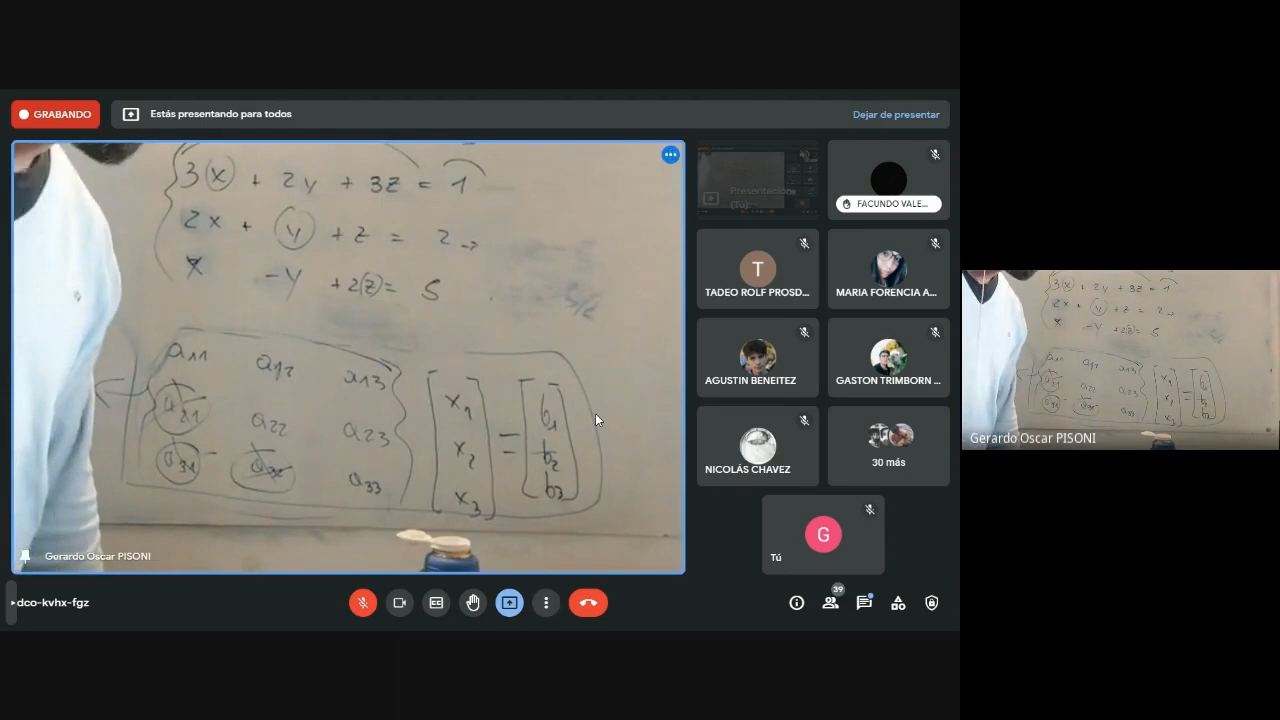 GRABANDO
Estás presentando para todos
Dejar de presentar
3x + 2y + 3z = 1
2x + y + z = 2 →
x - y + 2z = 5
a11 a12 a13
a21 a22 a23
a31 a32 a33
x1
x2
x3
=
b1
b2
b3
Gerardo Oscar PISONI
Presentación
(Tú)
FACUNDO VALE...
TADEO ROLF PROSD...
MARIA FORENCIA A...
AGUSTIN BENEITEZ
GASTON TRIMBORN ...
NICOLÁS CHAVEZ
30 más
G
Tú
T
dco-kvhx-fgz
39
Gerardo Oscar PISONI